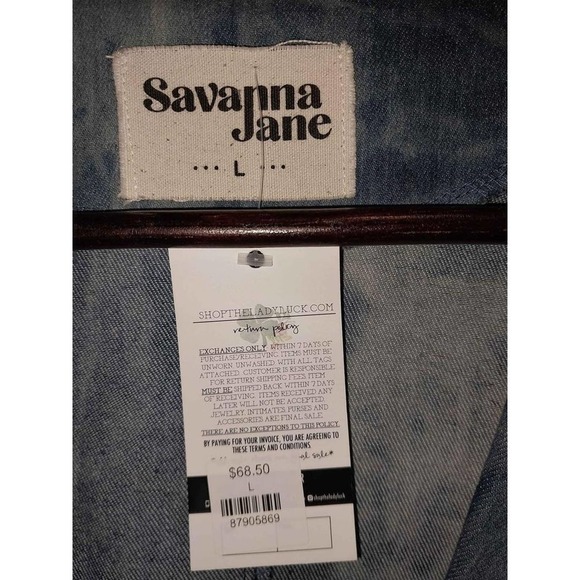 Savanna
Jane
... L ...
SHOPTHELADYLUCK.COM
return policy
EXCHANGES ONLY WITHIN 7 DAYS OF
PURCHASE/RECEIVING ITEMS MUST BE
UNWORN UNWASHED WITH ALL TAGS
ATTACHED. CUSTOMER IS RESPONSIBLE
FOR RETURN SHIPPING FEES ITEM
MUST BE SHIPPED BACK WITHIN 7 DAYS
OF RECEIVING. ITEMS RECEIVED ANY
LATER WILL NOT BE ACCEPTED.
JEWELRY, INTIMATES, PURSES AND
ACCESSORIES ARE FINAL SALE.
THERE ARE NO EXCEPTIONS TO THIS POLICY.
BY PAYING FOR YOUR INVOICE, YOU ARE AGREEING TO
THESE TERMS AND CONDITIONS.
sale*
$68.50
L
@shoptheladyluck
87905869